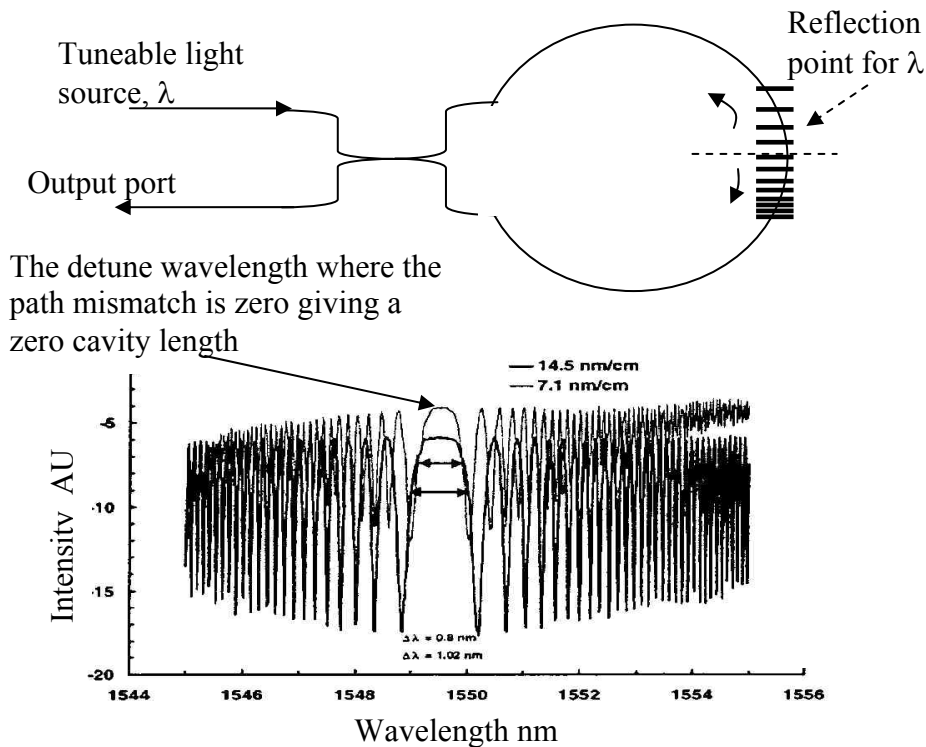 Tuneable light
source, λ
Reflection
point for λ
Output port
The detune wavelength where the
path mismatch is zero giving a
zero cavity length
14.5 nm/cm
7.1 nm/cm
-5
-10
-15
-20
Intensity AU
Δλ = 0.8 nm
Δλ = 1.02 nm
1544 1546 1548 1550 1552 1554 1556
Wavelength nm